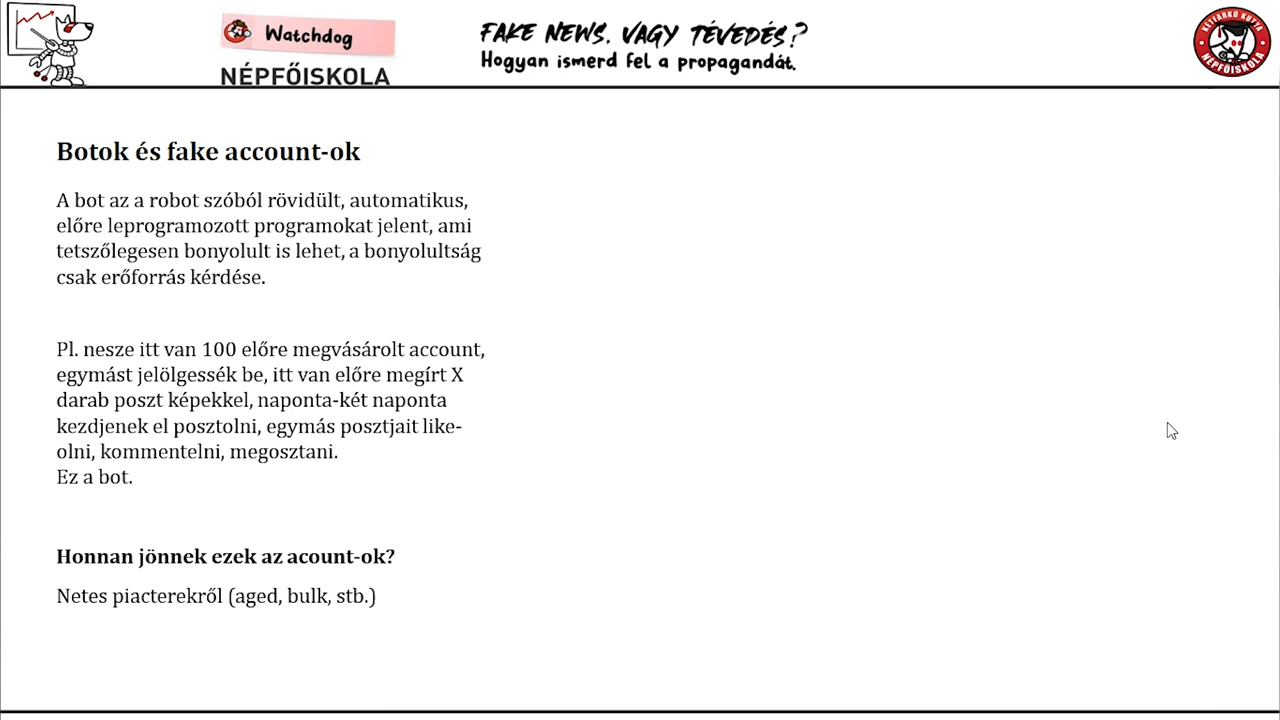 Watchdog
NÉPFŐISKOLA
FAKE NEWS, VAGY TÉVEDÉS?
Hogyan ismerd fel a propagandát.
KÉTFARKÚ KUTYA
NÉPFŐISKOLA
Botok és fake account-ok
A bot az a robot szóból rövidült, automatikus,
előre leprogramozott programokat jelent, ami
tetszőlegesen bonyolult is lehet, a bonyolultság
csak erőforrás kérdése.
Pl. nesze itt van 100 előre megvásárolt account,
egymást jelölgessék be, itt van előre megírt X
darab poszt képekkel, naponta-két naponta
kezdjenek el posztolni, egymás posztjait like-
olni, kommentelni, megosztani.
Ez a bot.
Honnan jönnek ezek az acount-ok?
Netes piacterekről (aged, bulk, stb.)